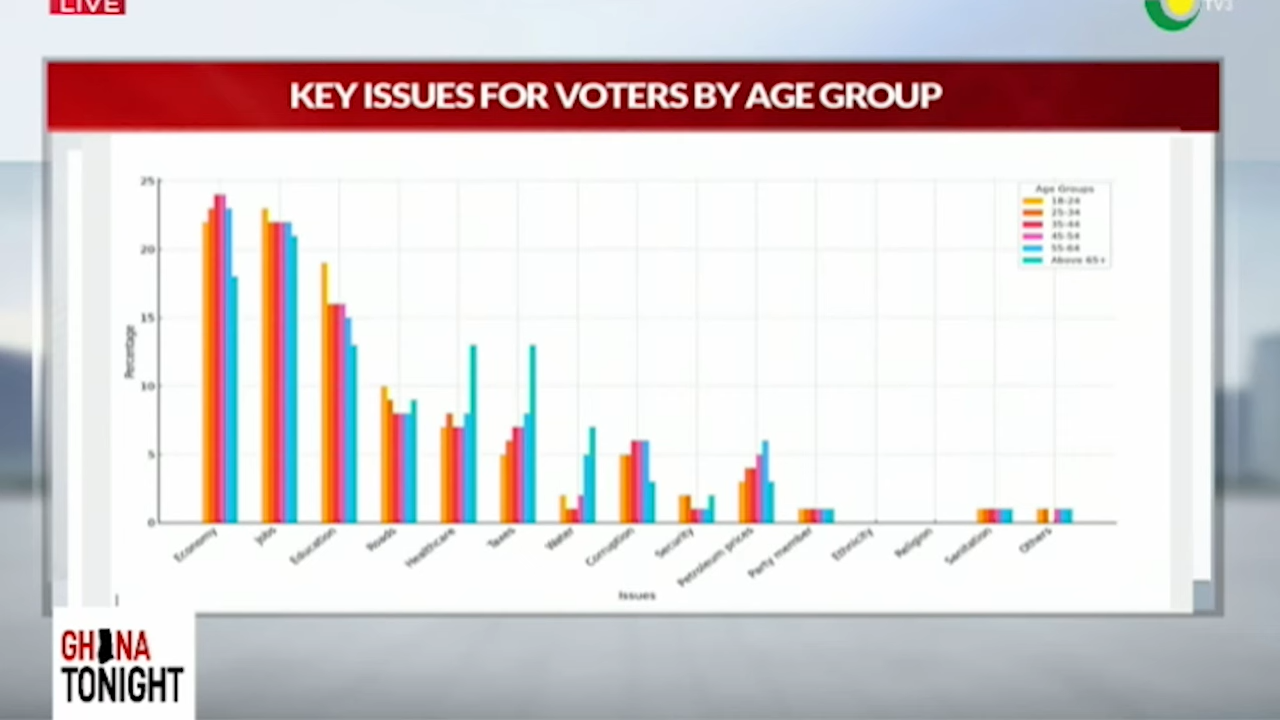 LIVE
TV3
KEY ISSUES FOR VOTERS BY AGE GROUP
25
20
15
10
5
0
Percentage
Age Groups
18-24
25-34
35-44
45-54
55-64
Above 65+
Economy
Jobs
Education
Roads
Healthcare
Taxes
Water
Corruption
Security
Petroleum prices
Party member
Ethnicity
Religion
Sanitation
Others
Issues
GHANA
TONIGHT